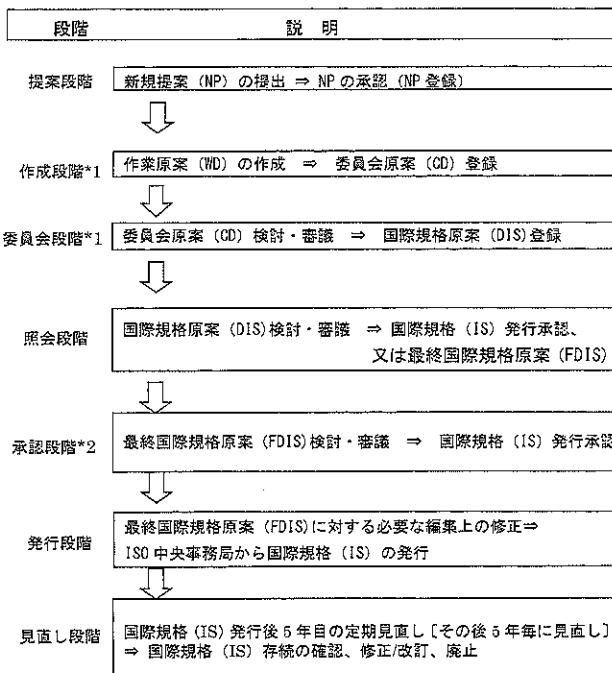 段階 説 明
提案段階 新規提案 (NP) の提出 ⇒ NP の承認 (NP 登録)
作成段階*1 作業原案 (WD) の作成 ⇒ 委員会原案 (CD) 登録
委員会段階*1 委員会原案 (CD) 検討・審議 ⇒ 国際規格原案 (DIS) 登録
照会段階 国際規格原案 (DIS) 検討・審議 ⇒ 国際規格 (IS) 発行承認、
又は最終国際規格原案 (FDIS)
承認段階*2 最終国際規格原案 (FDIS) 検討・審議 ⇒ 国際規格 (IS) 発行承認
発行段階 最終国際規格原案 (FDIS) に対する必要な編集上の修正⇒
ISO 中央事務局から国際規格 (IS) の発行
見直し段階 国際規格 (IS) 発行後 5 年目の定期見直し [その後 5 年毎に見直し]
⇒ 国際規格 (IS) 存続の確認、修正/改訂、廃止